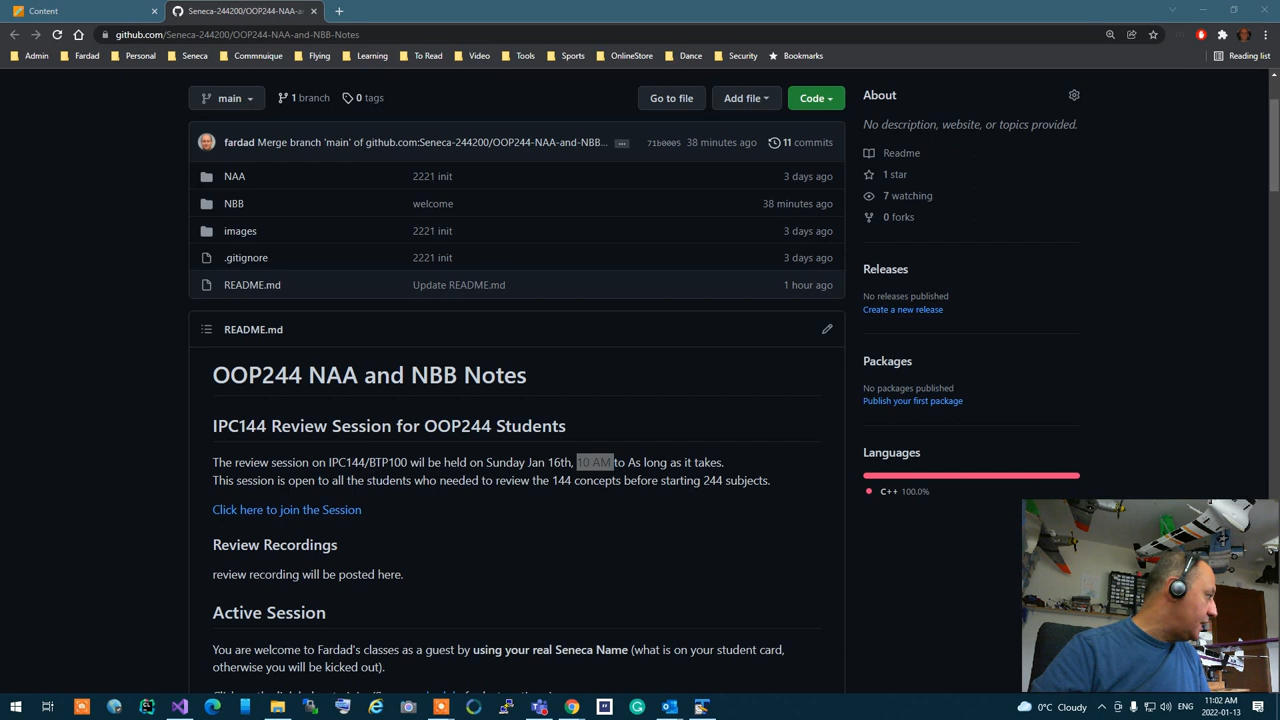 Content
Seneca-244200/OOP244-NAA-an
github.com/Seneca-244200/OOP244-NAA-and-NBB-Notes
Admin Fardad Personal Seneca Commnuique Flying Learning To Read Video Tools Sports OnlineStore Dance Security Bookmarks Reading list
main 1 branch 0 tags Go to file Add file Code
fardad Merge branch 'main' of github.com:Seneca-244200/OOP244-NAA-and-NBB... 71b0005 38 minutes ago 11 commits
NAA 2221 init 3 days ago
NBB welcome 38 minutes ago
images 2221 init 3 days ago
.gitignore 2221 init 3 days ago
README.md Update README.md 1 hour ago
README.md
OOP244 NAA and NBB Notes
IPC144 Review Session for OOP244 Students
The review session on IPC144/BTP100 wil be held on Sunday Jan 16th, 10 AM to As long as it takes.
This session is open to all the students who needed to review the 144 concepts before starting 244 subjects.
Click here to join the Session
Review Recordings
review recording will be posted here.
Active Session
You are welcome to Fardad's classes as a guest by using your real Seneca Name (what is on your student card,
otherwise you will be kicked out).
About
No description, website, or topics provided.
Readme
1 star
7 watching
0 forks
Releases
No releases published
Create a new release
Packages
No packages published
Publish your first package
Languages
C++ 100.0%
0°C Cloudy ENG 11:02 AM
2022-01-13